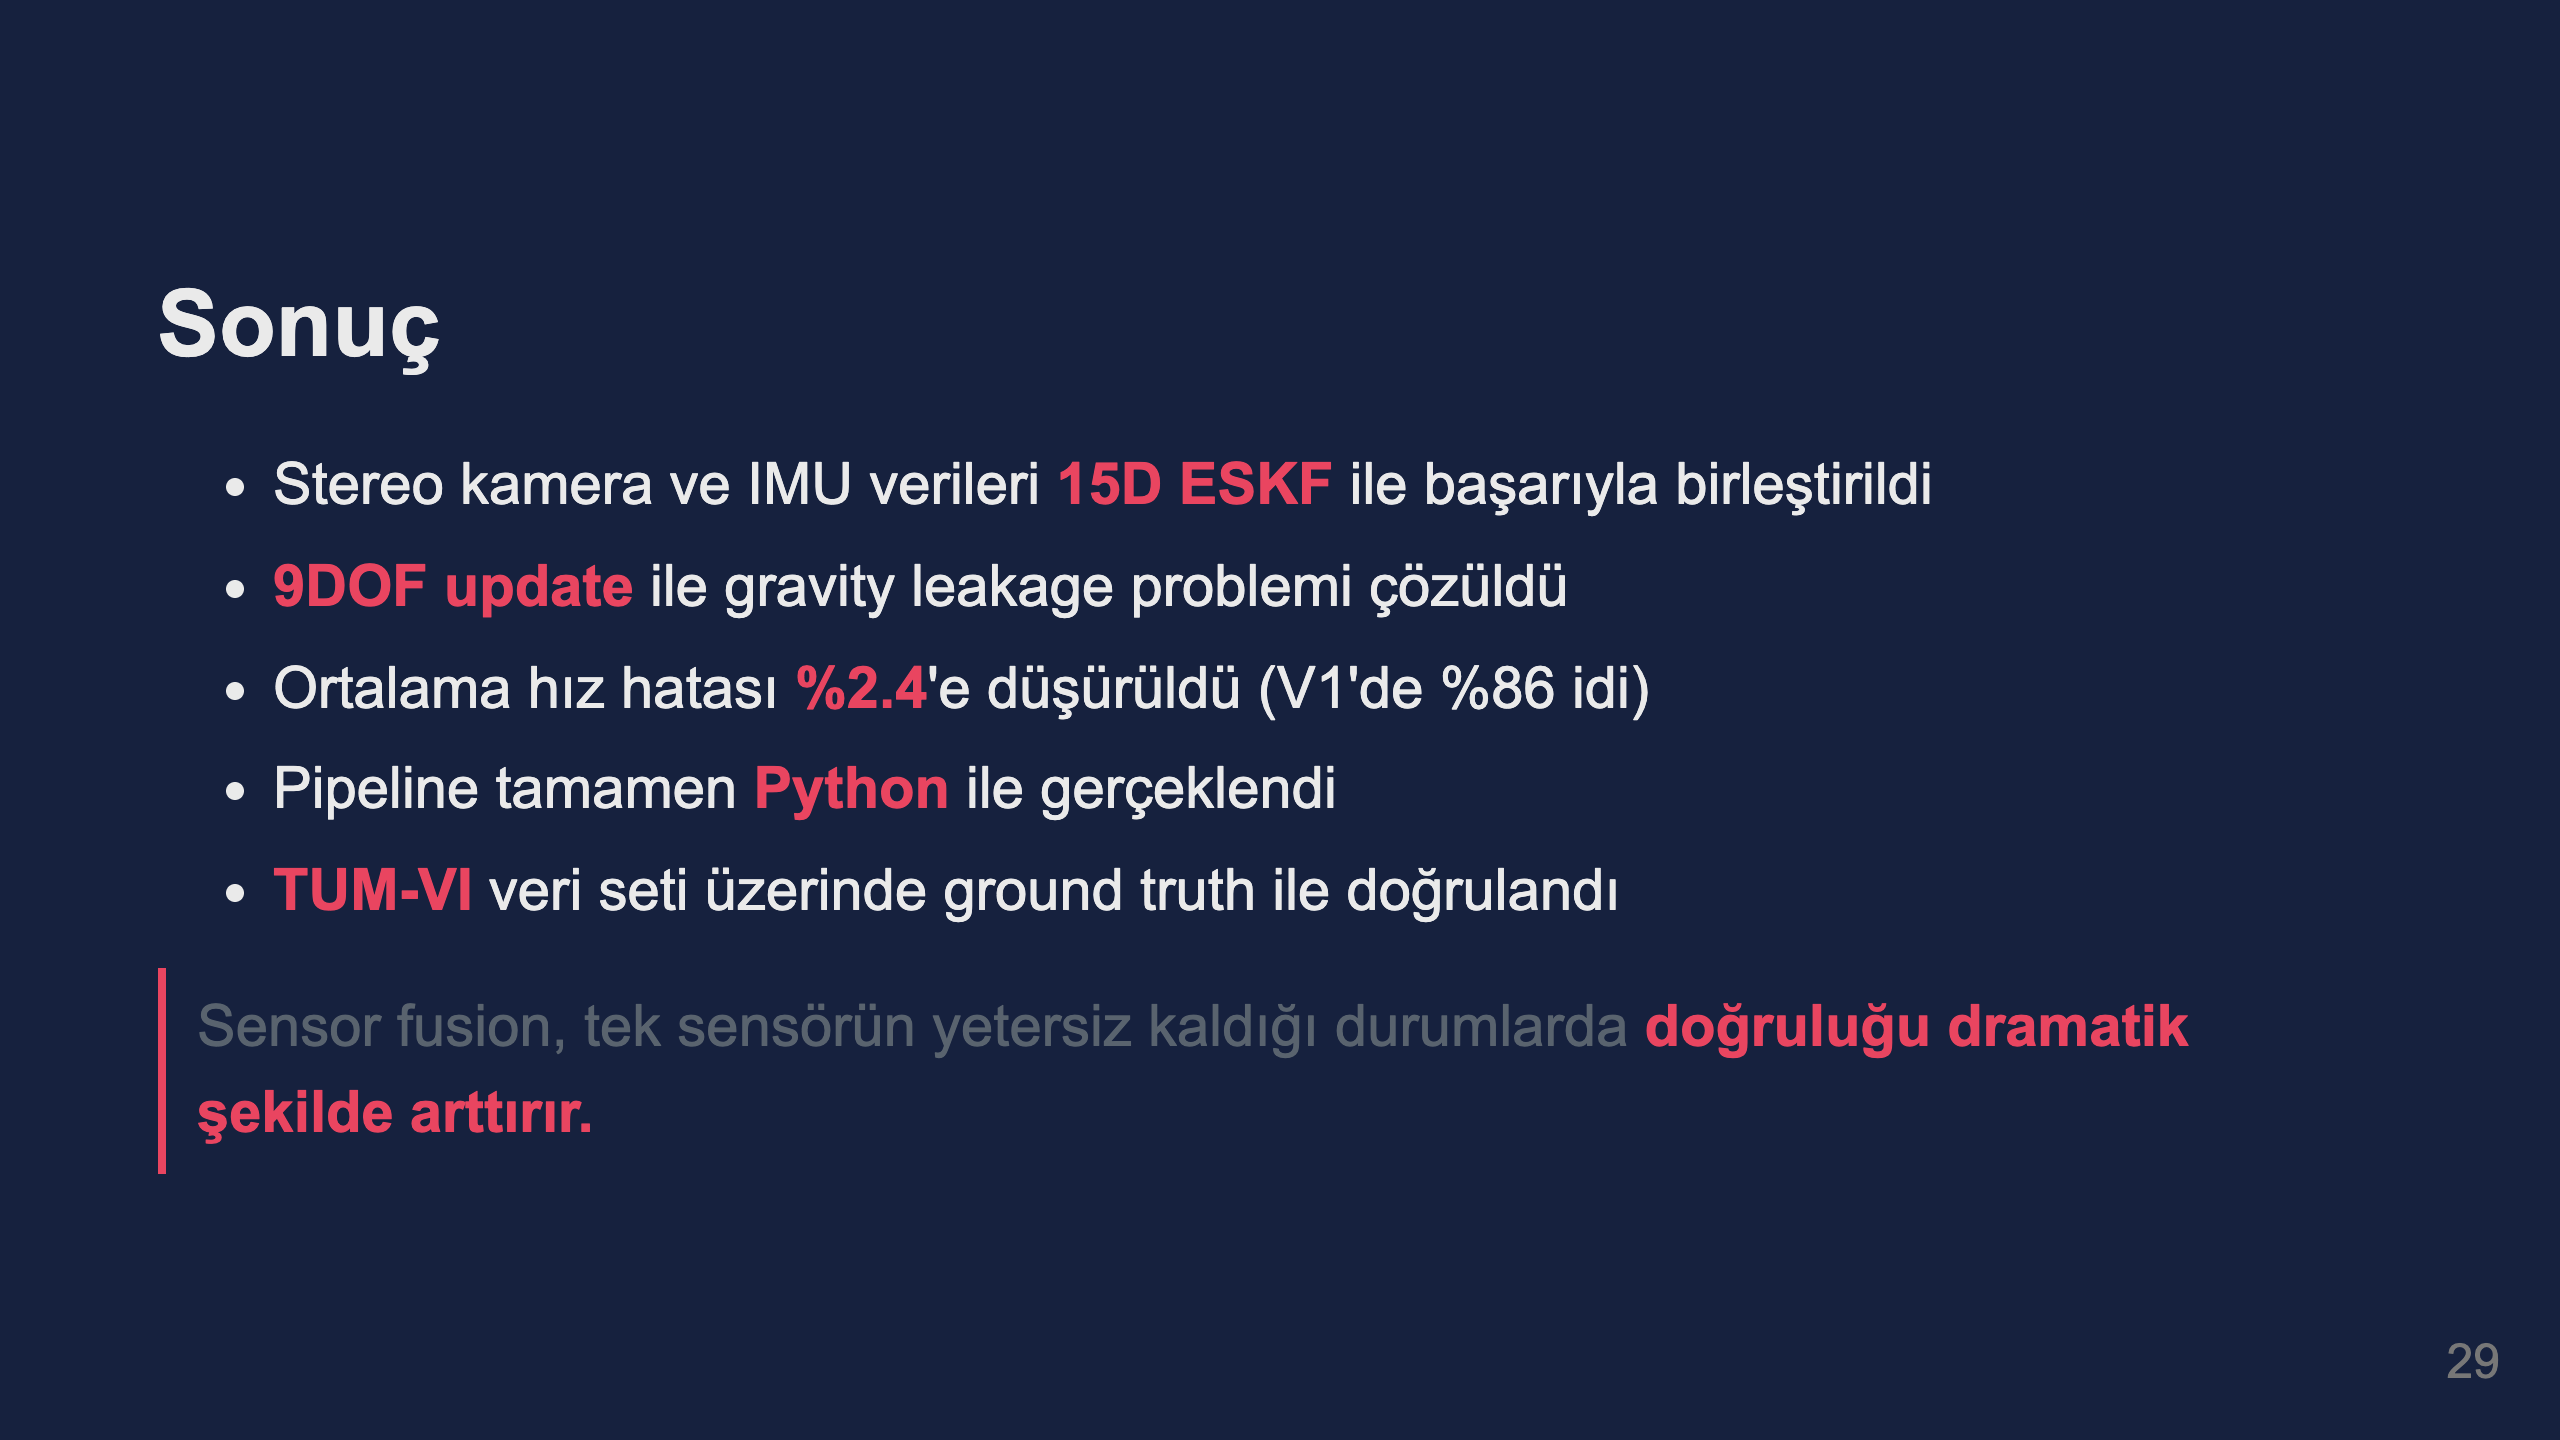 Sonuç
• Stereo kamera ve IMU verileri 15D ESKF ile başarıyla birleştirildi
• 9DOF update ile gravity leakage problemi çözüldü
• Ortalama hız hatası %2.4'e düşürüldü (V1'de %86 idi)
• Pipeline tamamen Python ile gerçeklendi
• TUM-VI veri seti üzerinde ground truth ile doğrulandı
Sensor fusion, tek sensörün yetersiz kaldığı durumlarda doğruluğu dramatik
şekilde arttırır.
29